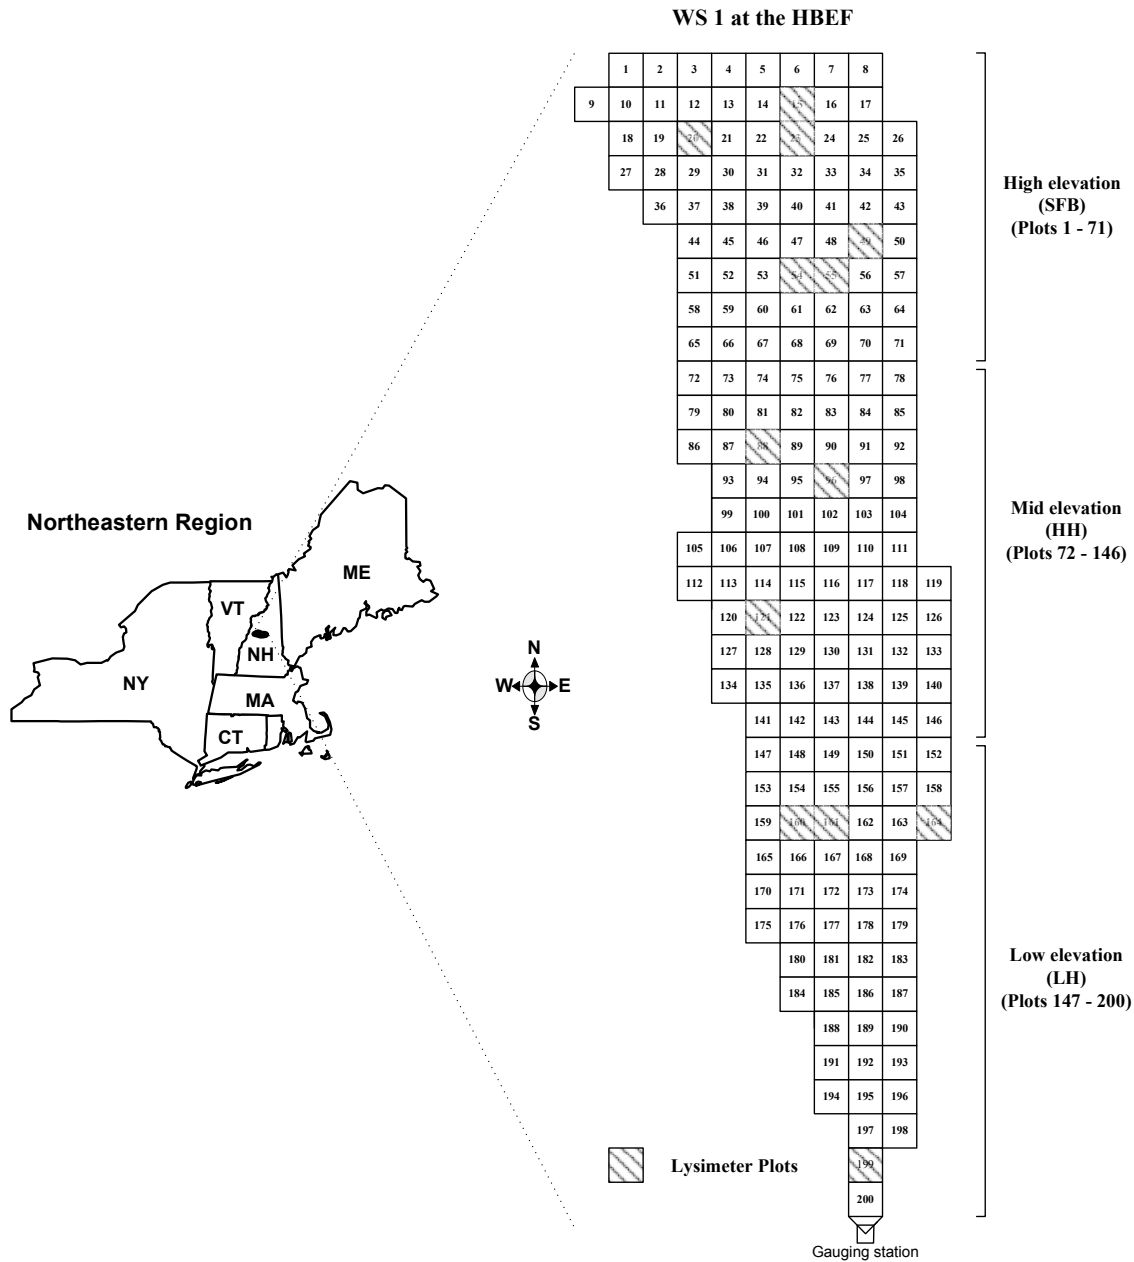 WS 1 at the HBEF
1 2 3 4 5 6 7 8
9 10 11 12 13 14 15 16 17
18 19 20 21 22 23 24 25 26
27 28 29 30 31 32 33 34 35
36 37 38 39 40 41 42 43
44 45 46 47 48 49 50
51 52 53 54 55 56 57
58 59 60 61 62 63 64
65 66 67 68 69 70 71
High elevation
(SFB)
(Plots 1 - 71)
72 73 74 75 76 77 78
79 80 81 82 83 84 85
86 87 88 89 90 91 92
93 94 95 96 97 98
99 100 101 102 103 104
105 106 107 108 109 110 111
112 113 114 115 116 117 118 119
120 121 122 123 124 125 126
127 128 129 130 131 132 133
134 135 136 137 138 139 140
141 142 143 144 145 146
Mid elevation
(HH)
(Plots 72 - 146)
147 148 149 150 151 152
153 154 155 156 157 158
159 160 161 162 163 164
165 166 167 168 169
170 171 172 173 174
175 176 177 178 179
180 181 182 183
184 185 186 187
188 189 190
191 192 193
194 195 196
197 198
199
200
Low elevation
(LH)
(Plots 147 - 200)
Northeastern Region
ME
VT
NH
NY
MA
CT
N
W E
S
Lysimeter Plots
Gauging station